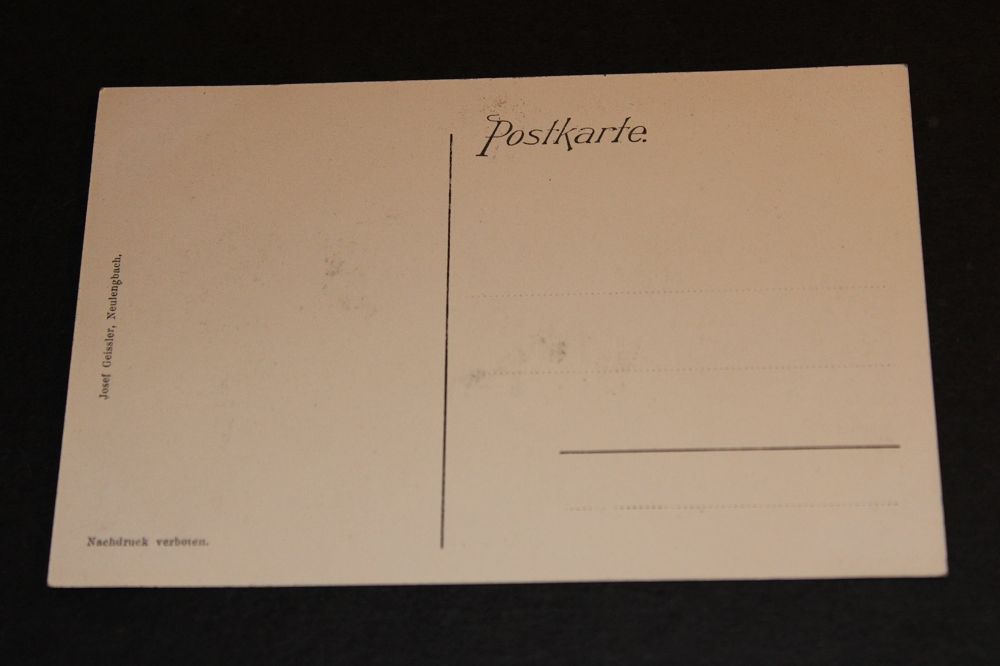 Postkarte.
Josef Geissler, Neulengbach.
Nachdruck verboten.